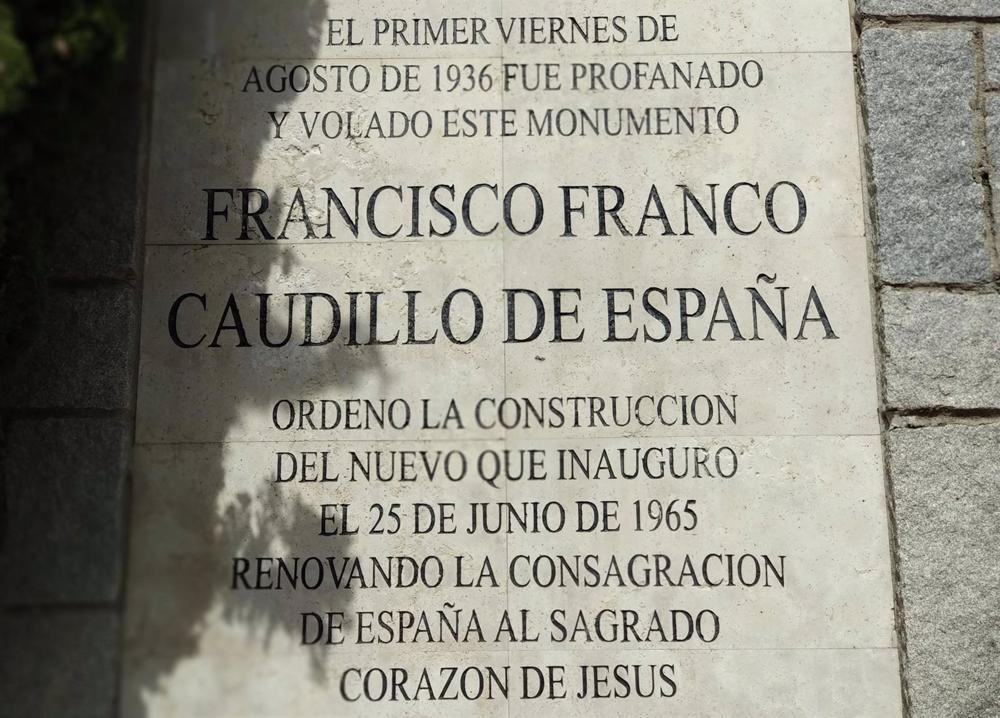 EL PRIMER VIERNES DE
AGOSTO DE 1936 FUE PROFANADO
Y VOLADO ESTE MONUMENTO
FRANCISCO FRANCO
CAUDILLO DE ESPAÑA
ORDENO LA CONSTRUCCION
DEL NUEVO QUE INAUGURO
EL 25 DE JUNIO DE 1965
RENOVANDO LA CONSAGRACION
DE ESPAÑA AL SAGRADO
CORAZON DE JESUS